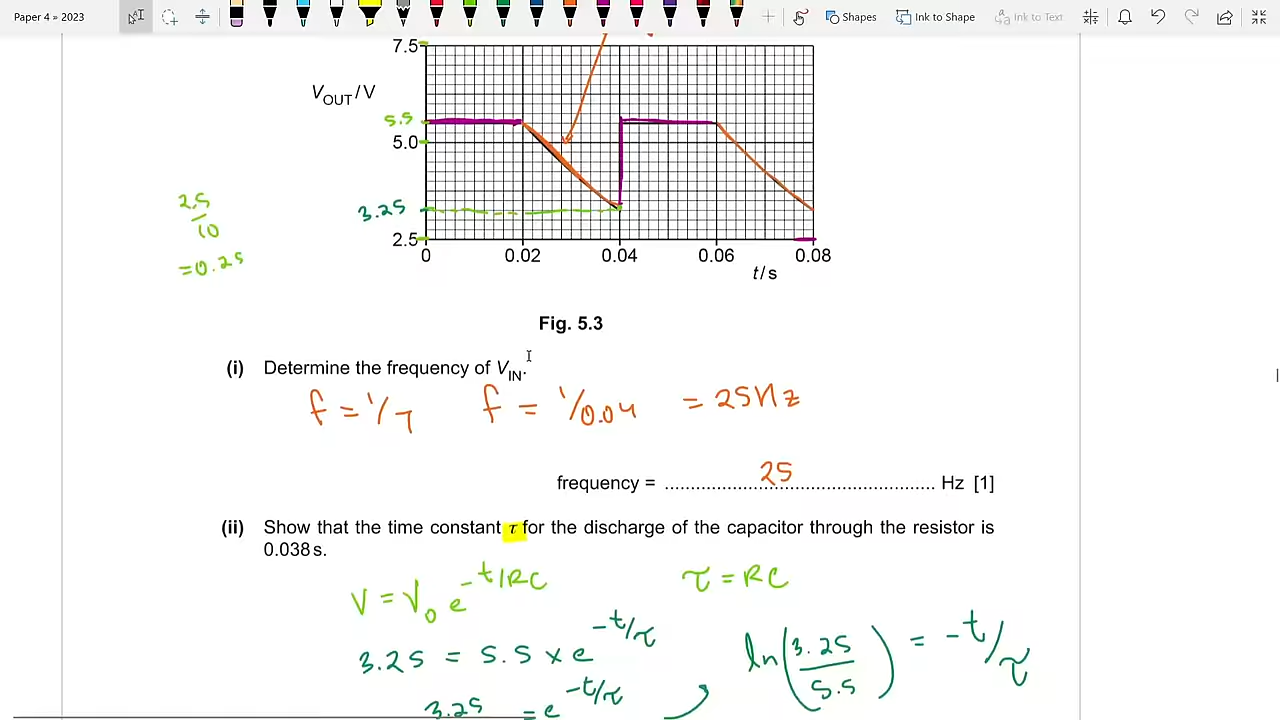 Paper 4 » 2023
Shapes
Ink to Shape
Ink to Text
7.5
V OUT / V
5.5
5.0
3.25
2.5
0
0.02
0.04
0.06
0.08
t / s
2.5
10
= 0.25
Fig. 5.3
(i) Determine the frequency of V IN.
f = 1/T f = 1/0.04 = 25Hz
25
frequency = ........................................................ Hz [1]
(ii) Show that the time constant τ for the discharge of the capacitor through the resistor is
0.038 s.
V = V₀ e^-t/RC τ = RC
3.25 = 5.5 x e^-t/τ ln(3.25/5.5) = -t/τ
3.25 = e^-t/τ